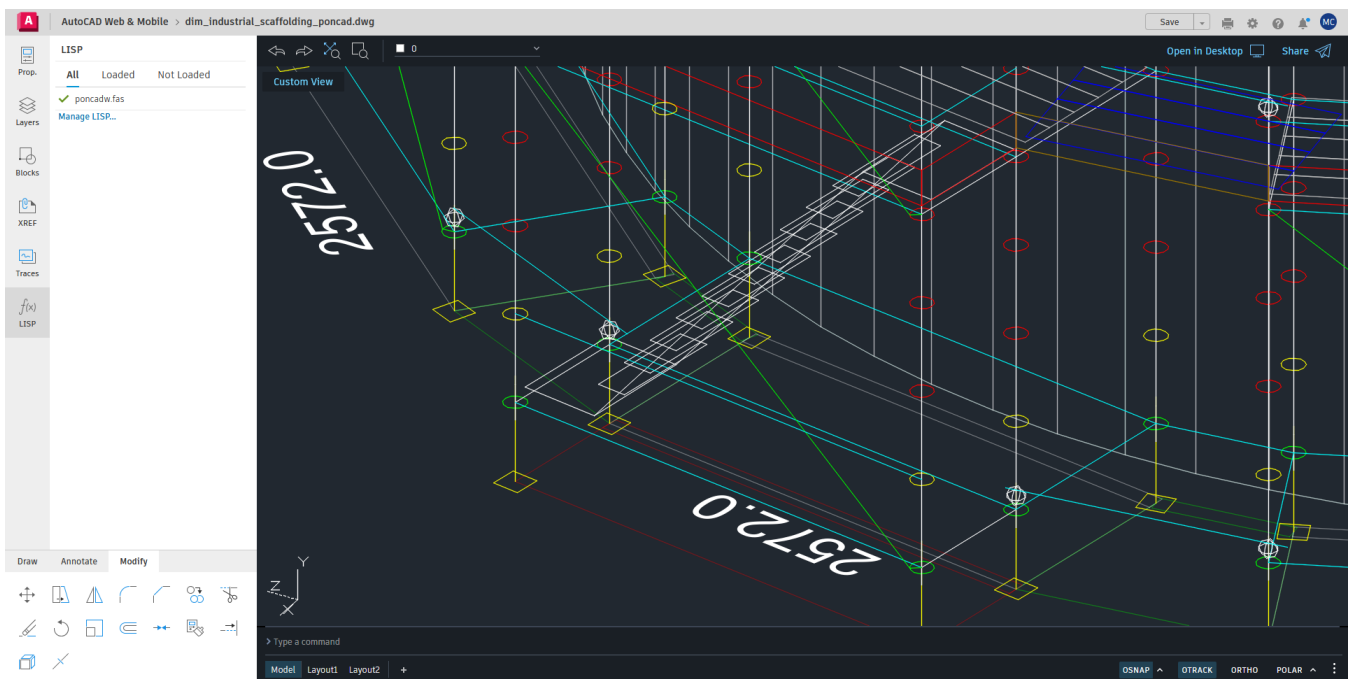 A AutoCAD Web & Mobile > dim_industrial_scaffolding_poncad.dwg Save MC
Prop.
Layers
Blocks
XREF
Traces
f(x)
LISP
LISP
All Loaded Not Loaded
poncadw.fas
Manage LISP...
0
Open in Desktop Share
Custom View
2572.0
2572.0
Y
Z
X
Draw Annotate Modify
> Type a command
Model Layout1 Layout2 +
OSNAP OTRACK ORTHO POLAR